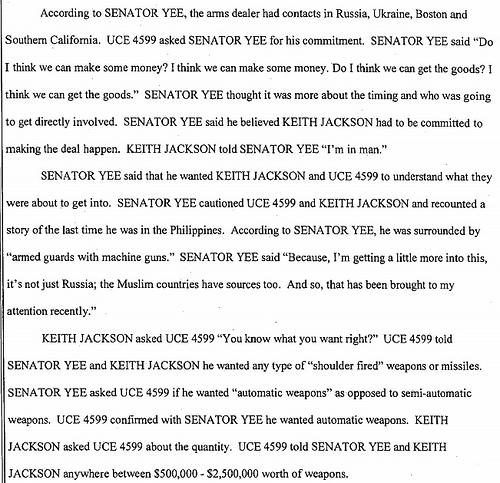 According to SENATOR YEE, the arms dealer had contacts in Russia, Ukraine, Boston and
Southern California. UCE 4599 asked SENATOR YEE for his commitment. SENATOR YEE said “Do
I think we can make some money? I think we can make some money. Do I think we can get the goods? I
think we can get the goods.” SENATOR YEE thought it was more about the timing and who was going
to get directly involved. SENATOR YEE said he believed KEITH JACKSON had to be committed to
making the deal happen. KEITH JACKSON told SENATOR YEE “I’m in man.”
SENATOR YEE said that he wanted KEITH JACKSON and UCE 4599 to understand what they
were about to get into. SENATOR YEE cautioned UCE 4599 and KEITH JACKSON and recounted a
story of the last time he was in the Philippines. According to SENATOR YEE, he was surrounded by
“armed guards with machine guns.” SENATOR YEE said “Because, I’m getting a little more into this,
it’s not just Russia; the Muslim countries have sources too. And so, that has been brought to my
attention recently.”
KEITH JACKSON asked UCE 4599 “You know what you want right?” UCE 4599 told
SENATOR YEE and KEITH JACKSON he wanted any type of “shoulder fired” weapons or missiles.
SENATOR YEE asked UCE 4599 if he wanted “automatic weapons” as opposed to semi-automatic
weapons. UCE 4599 confirmed with SENATOR YEE he wanted automatic weapons. KEITH
JACKSON asked UCE 4599 about the quantity. UCE 4599 told SENATOR YEE and KEITH
JACKSON anywhere between $500,000 - $2,500,000 worth of weapons.